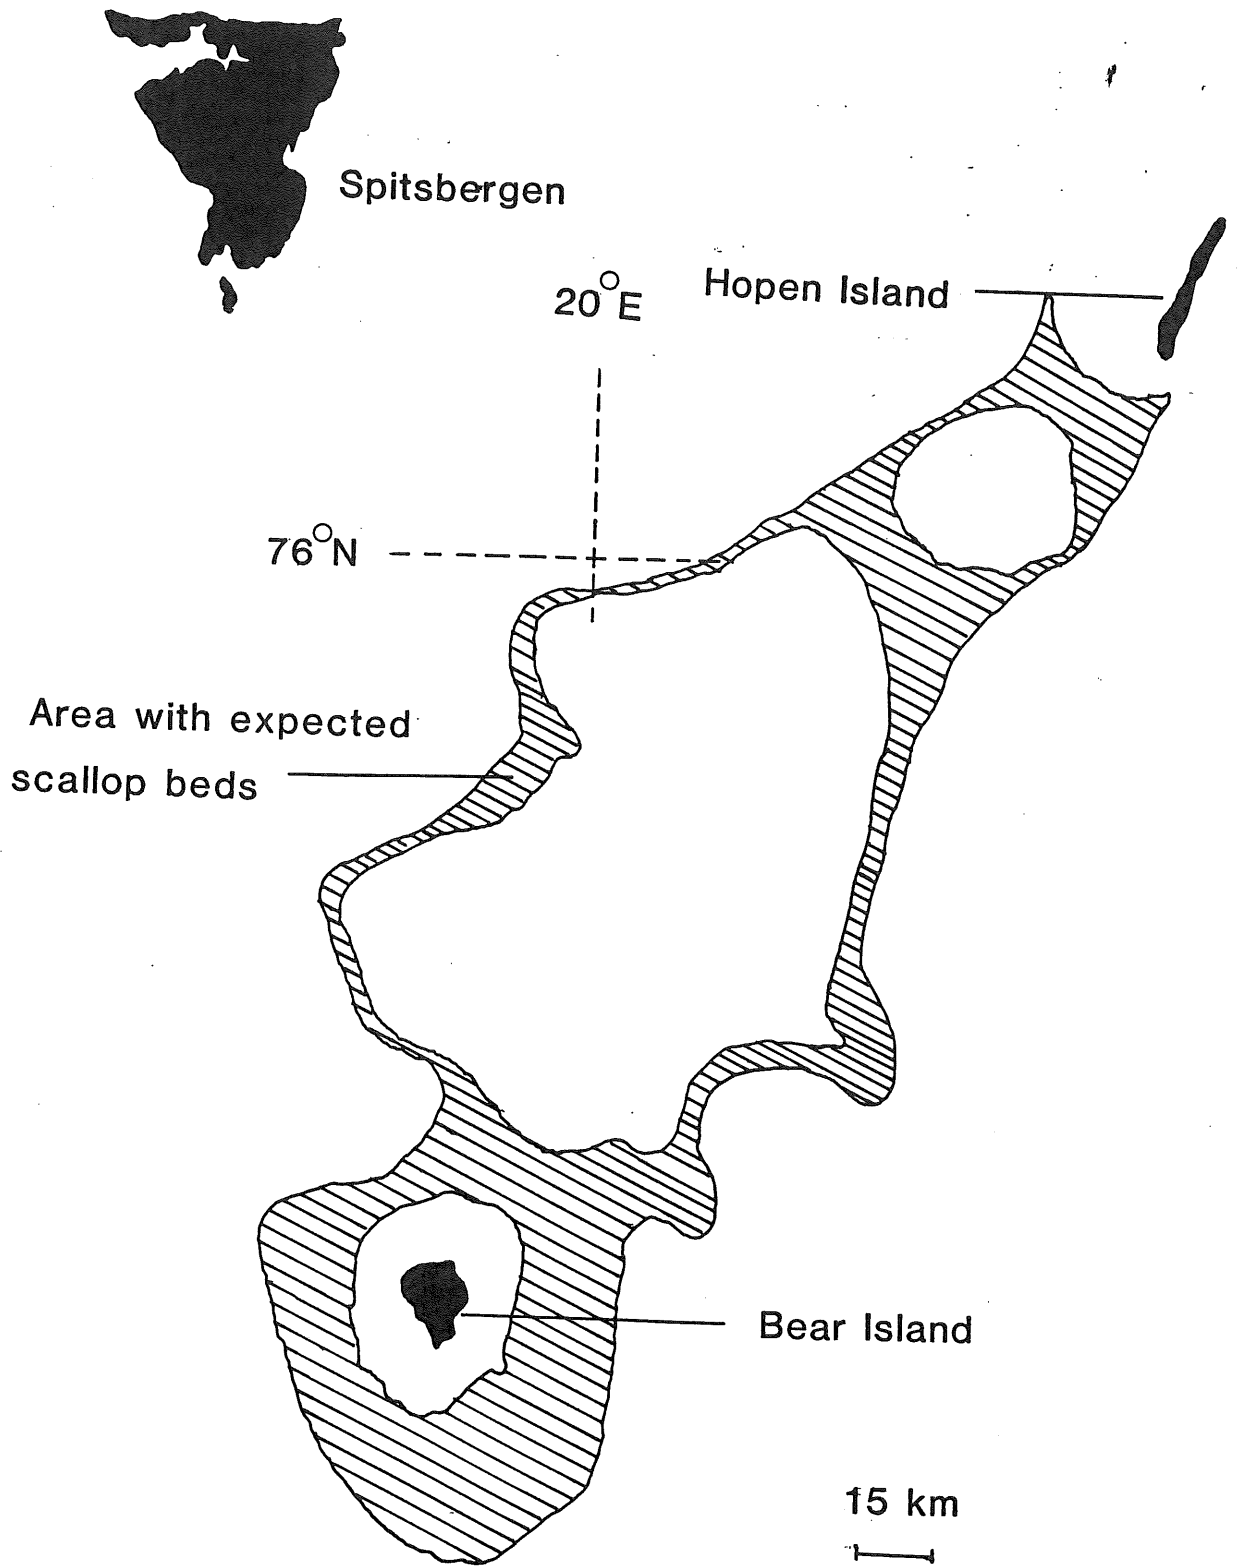 Spitsbergen
20°E
Hopen Island
76°N
Area with expected
scallop beds
Bear Island
15 km